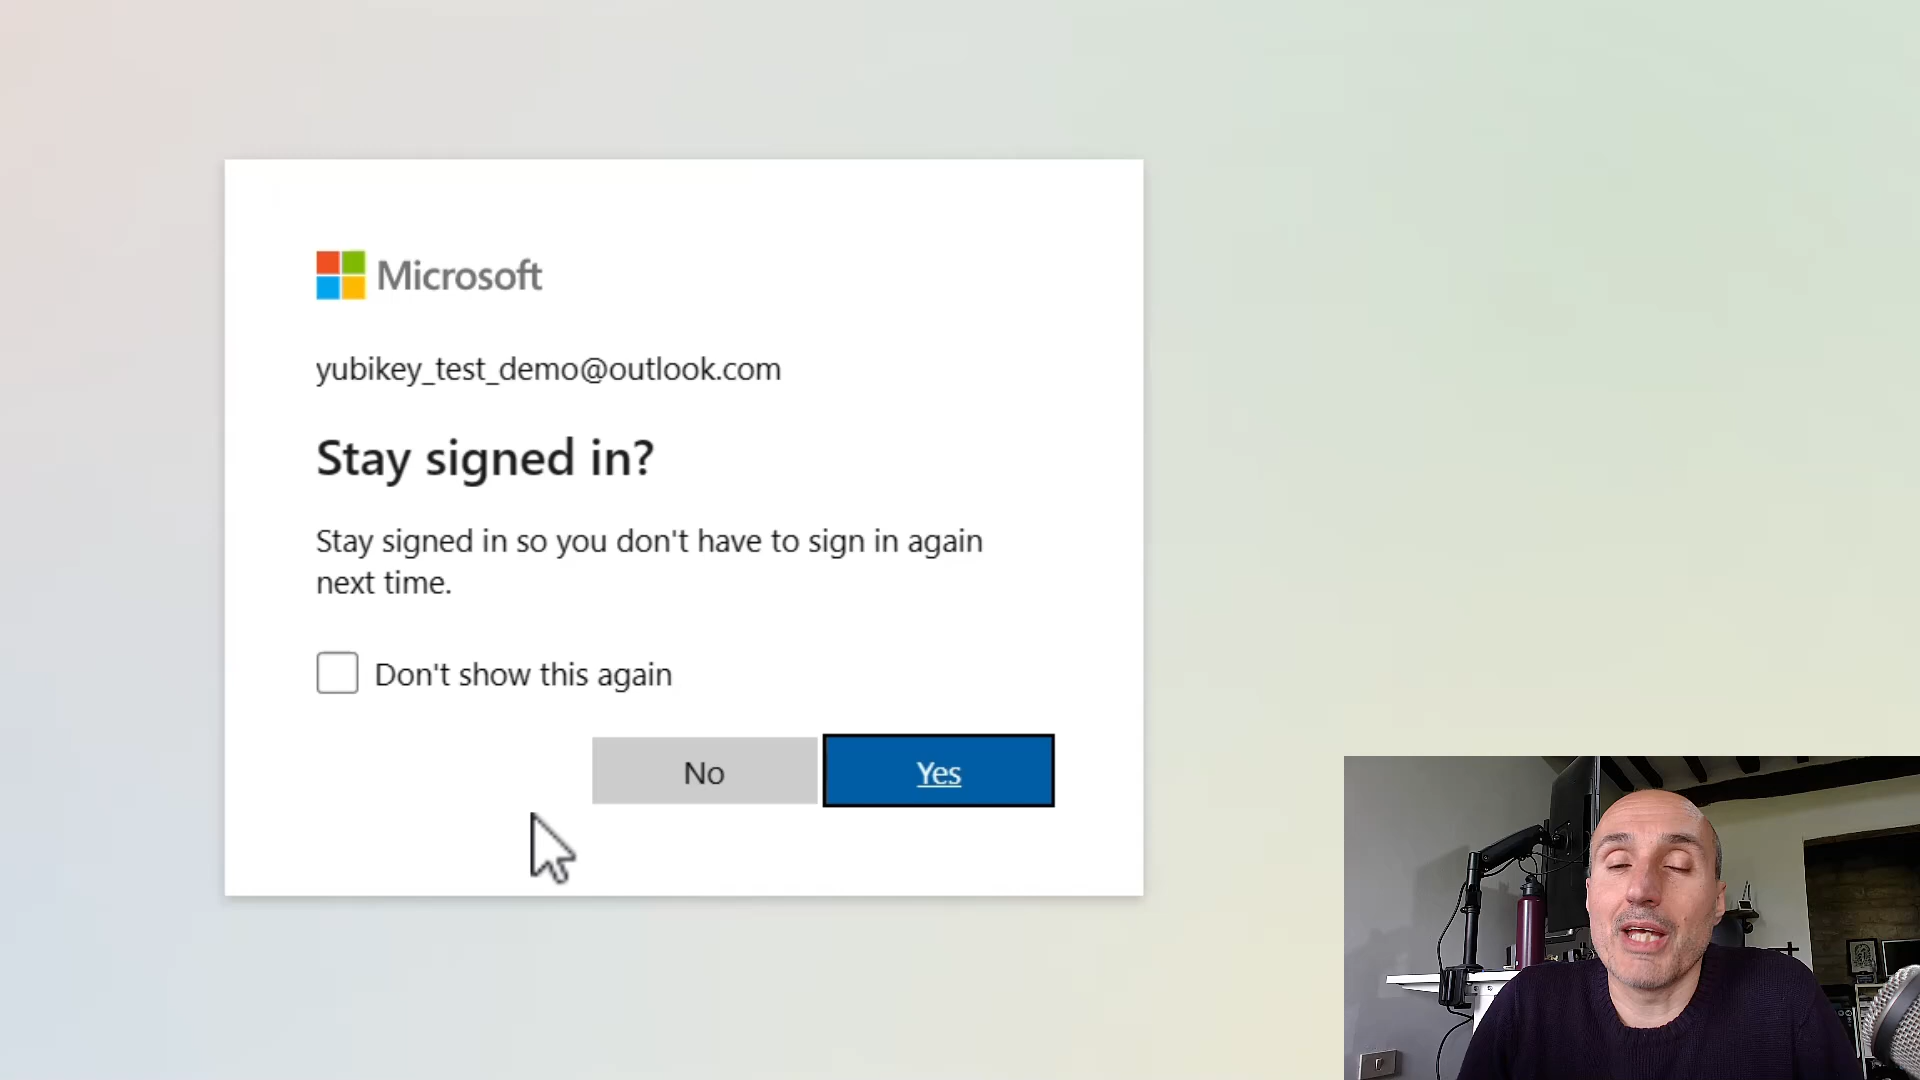 Microsoft
yubikey_test_demo@outlook.com
Stay signed in?
Stay signed in so you don't have to sign in again
next time.
Don't show this again
No
Yes